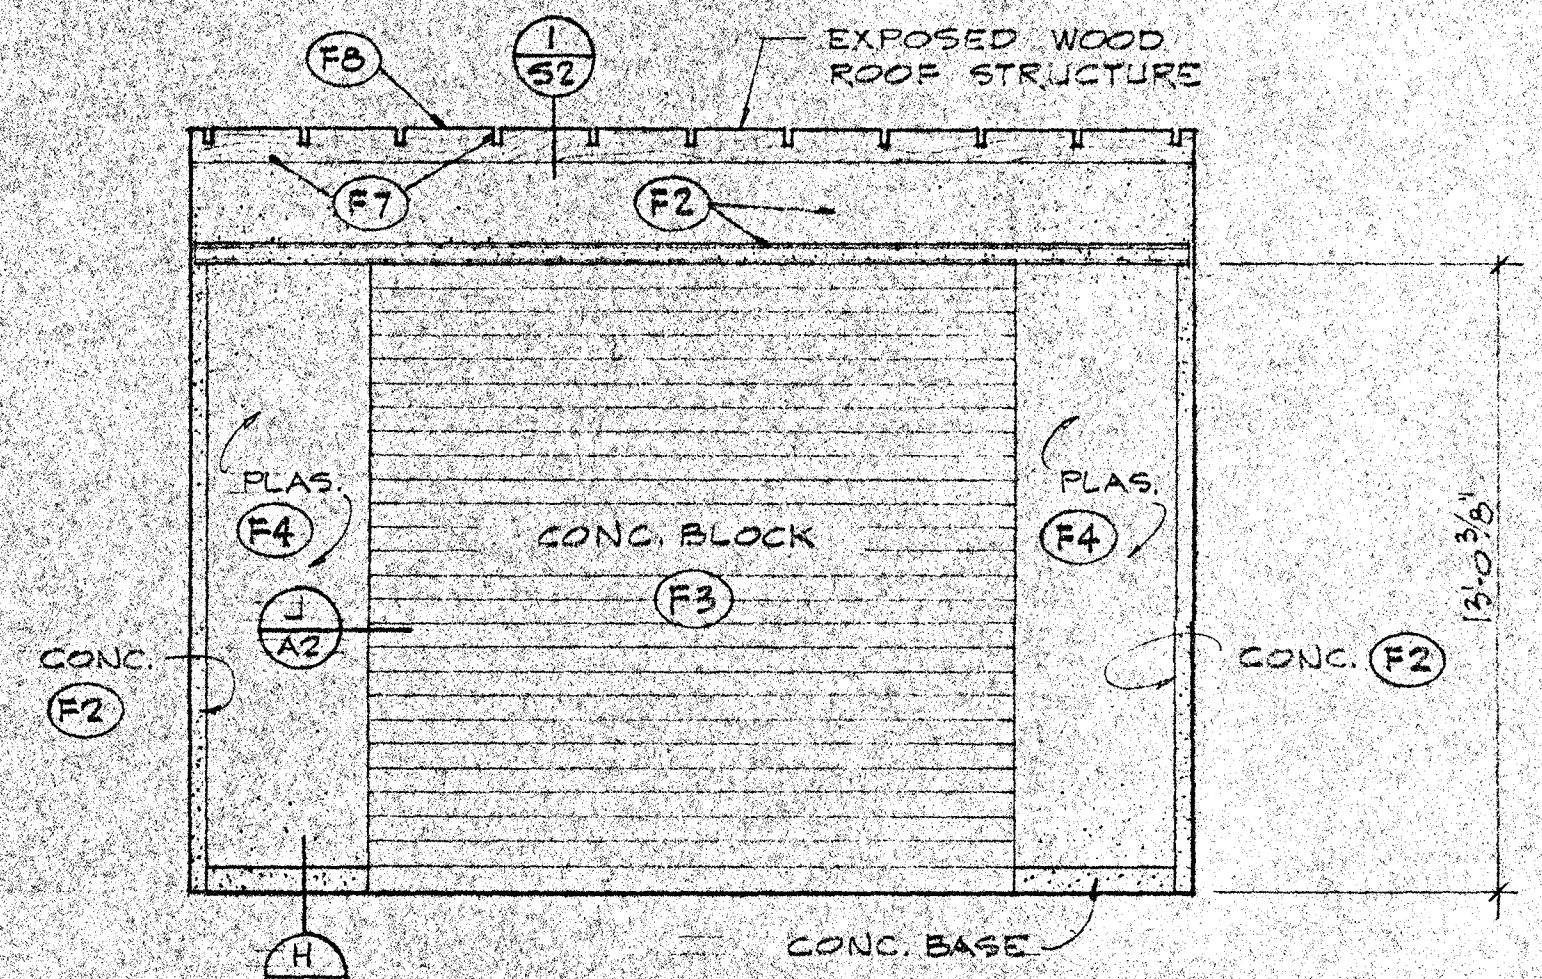 F8
1
S2
EXPOSED WOOD
ROOF STRUCTURE
F7
F2
PLAS.
F4
PLAS.
F4
CONC. BLOCK
F3
13'-0 3/8"
J
A2
CONC.
F2
CONC. F2
CONC. BASE
H